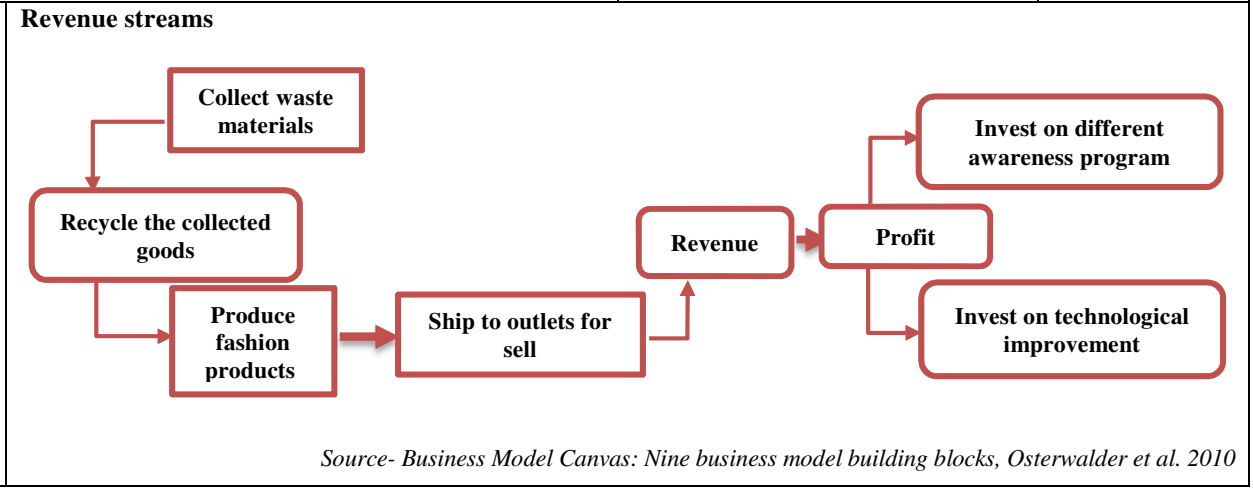 Revenue streams
Collect waste
materials
Recycle the collected
goods
Produce
fashion
products
Ship to outlets for
sell
Revenue
Profit
Invest on different
awareness program
Invest on technological
improvement
Source- Business Model Canvas: Nine business model building blocks, Osterwalder et al. 2010